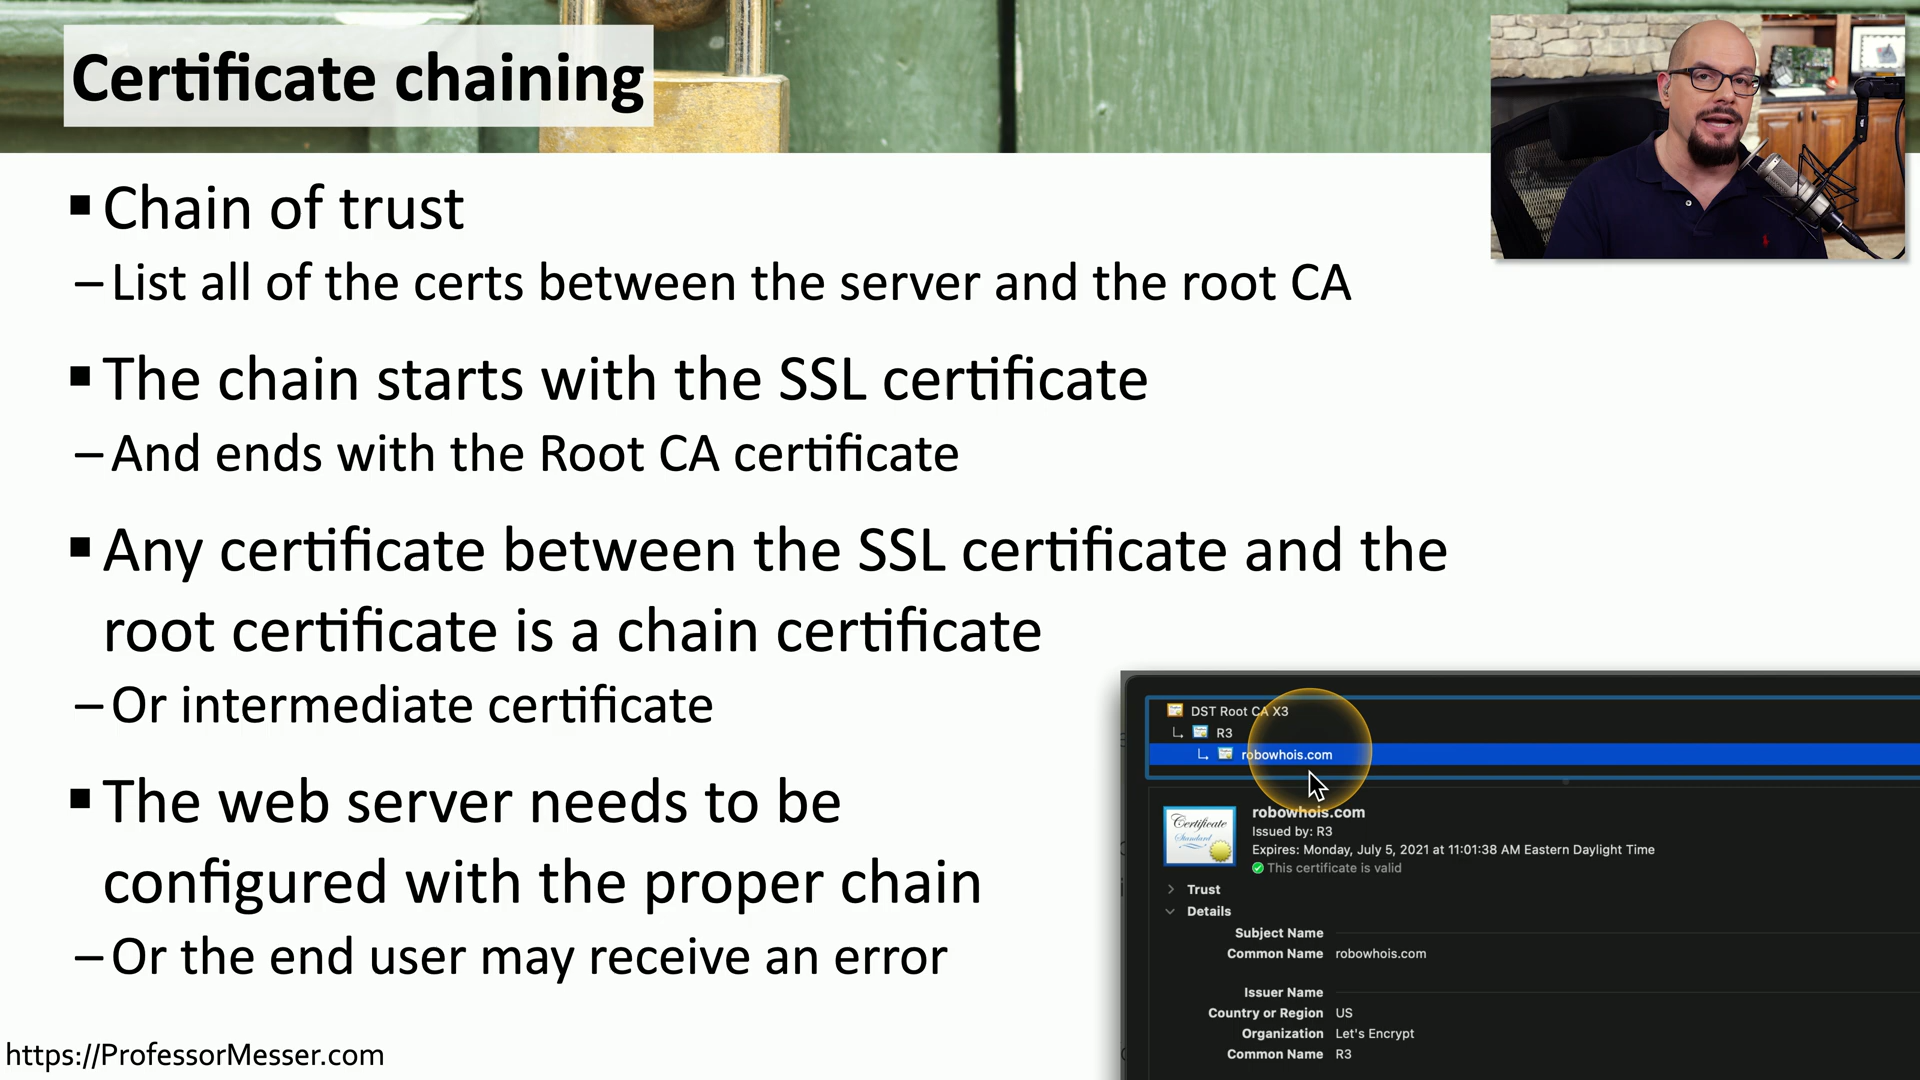 Certificate chaining
▪ Chain of trust
– List all of the certs between the server and the root CA
▪ The chain starts with the SSL certificate
– And ends with the Root CA certificate
▪ Any certificate between the SSL certificate and the
root certificate is a chain certificate
– Or intermediate certificate
▪ The web server needs to be
configured with the proper chain
– Or the end user may receive an error
https://ProfessorMesser.com
DST Root CA X3
R3
robowhois.com
Certificate
Standard
robowhois.com
Issued by: R3
Expires: Monday, July 5, 2021 at 11:01:38 AM Eastern Daylight Time
This certificate is valid
Trust
Details
Subject Name
Common Name robowhois.com
Issuer Name
Country or Region US
Organization Let's Encrypt
Common Name R3